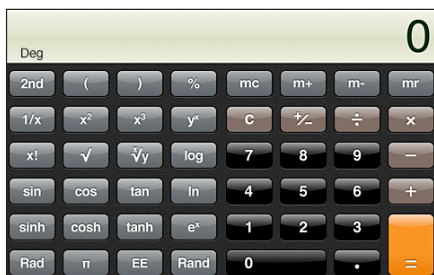 0
Deg
2nd ( ) % mc m+ m- mr
1/x x² x³ yˣ C +/− ÷ ×
x! √ ˣ√y log 7 8 9 −
sin cos tan ln 4 5 6 +
sinh cosh tanh eˣ 1 2 3 =
Rad π EE Rand 0 .